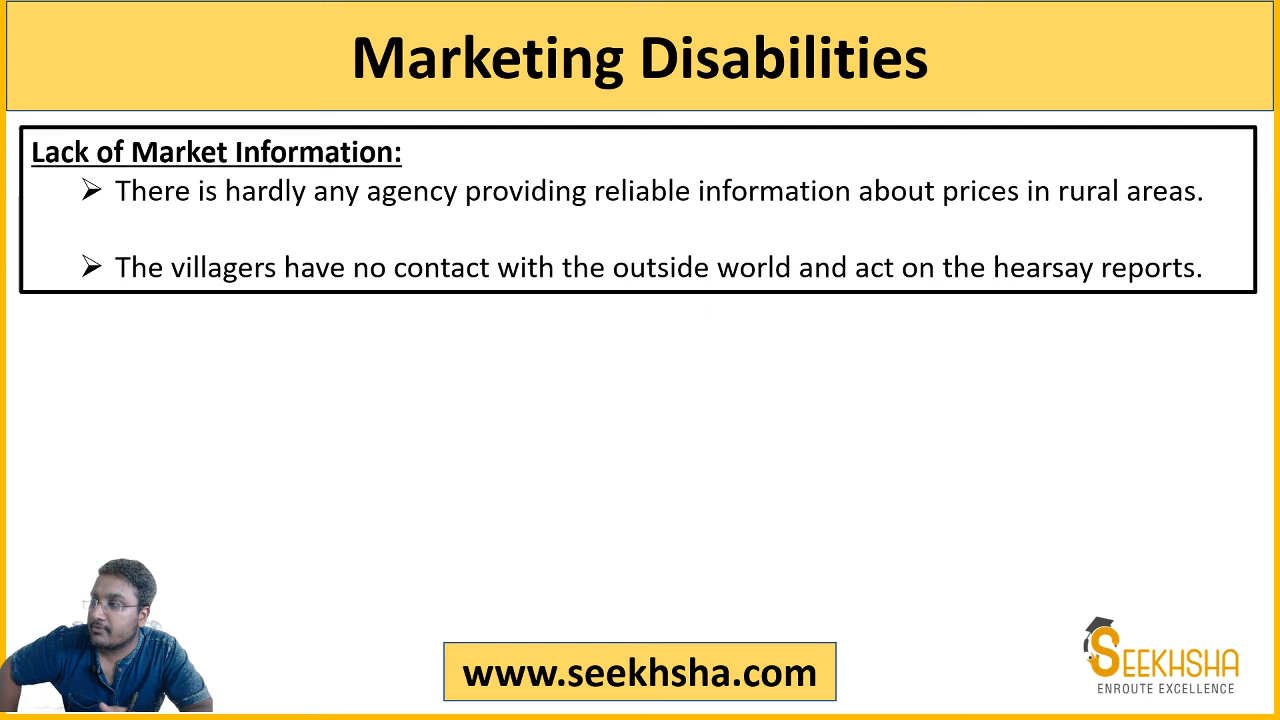 Marketing Disabilities
Lack of Market Information:
➢ There is hardly any agency providing reliable information about prices in rural areas.
➢ The villagers have no contact with the outside world and act on the hearsay reports.
www.seekhsha.com
SEEKHSHA
ENROUTE EXCELLENCE